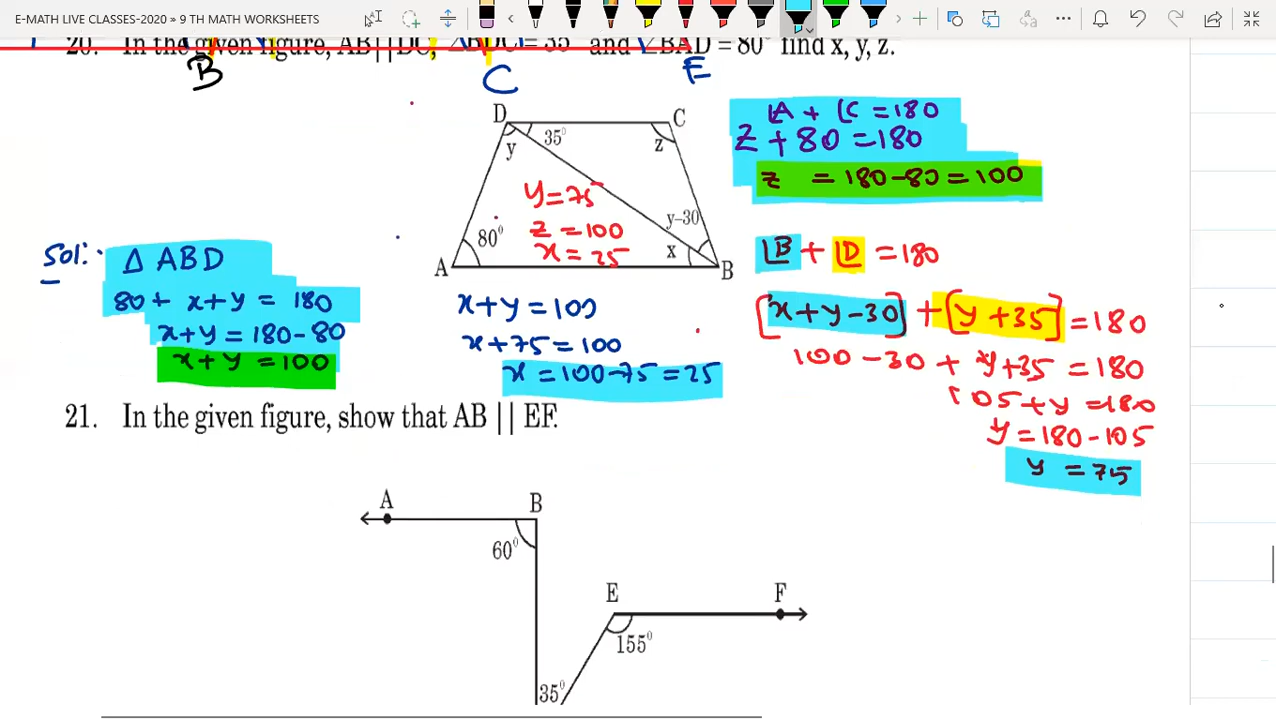 E-MATH LIVE CLASSES-2020 » 9 TH MATH WORKSHEETS
20. In the given figure, AB||DC, ∠BDC = 35° and ∠BAD = 80° find x, y, z.
B C E
D C
35°
y z
y=75
z = 100
x = 25
y–30
80° x
A B
∠A + ∠C = 180
z + 80 = 180
z = 180-80 = 100
∠B + ∠D = 180
[x+y-30] + [y+35] = 180
100-30 + y+35 = 180
105+y = 180
y = 180-105
y = 75
Sol:-
Δ ABD
80 + x+y = 180
x+y = 180-80
x+y = 100
x+y = 100
x+75 = 100
x = 100-75 = 25
21. In the given figure, show that AB || EF.
A B
60°
E F
155°
35°